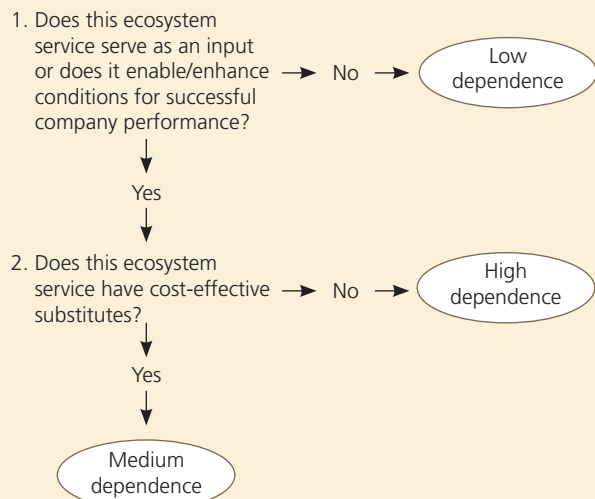 1. Does this ecosystem
service serve as an input
or does it enable/enhance
conditions for successful
company performance?
No
Low
dependence
Yes
2. Does this ecosystem
service have cost-effective
substitutes?
No
High
dependence
Yes
Medium
dependence